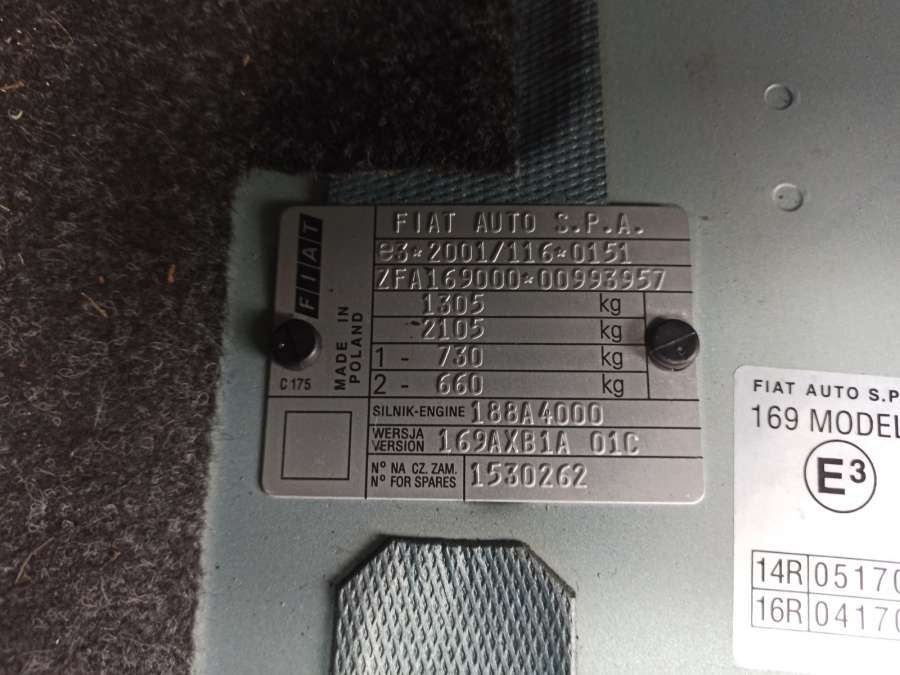 FIAT
MADE IN
POLAND
C 175
FIAT AUTO S.P.A.
e3*2001/116*0151
ZFA169000*00993957
1305 kg
2105 kg
1 - 730 kg
2 - 660 kg
SILNIK-ENGINE 188A4000
WERSJA
VERSION 169AXB1A 01C
N° NA CZ. ZAM.
N° FOR SPARES 1530262
FIAT AUTO S.P
169 MODEL
E3
14R 05170
16R 04170